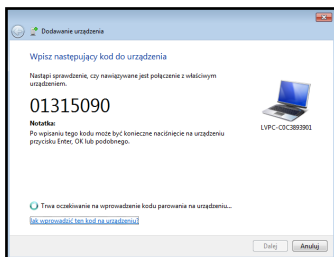 Dodawanie urządzenia
Wpisz następujący kod do urządzenia
Nastąpi sprawdzenie, czy nawiązywane jest połączenie z właściwym
urządzeniem.
01315090
Notatka:
Po wpisaniu tego kodu może być konieczne naciśnięcie na urządzeniu
przycisku Enter, OK lub podobnego.
LVPC-C0C3893901
Trwa oczekiwanie na wprowadzenie kodu parowania na urządzeniu...
Jak wprowadzić ten kod na urządzeniu?
Dalej
Anuluj